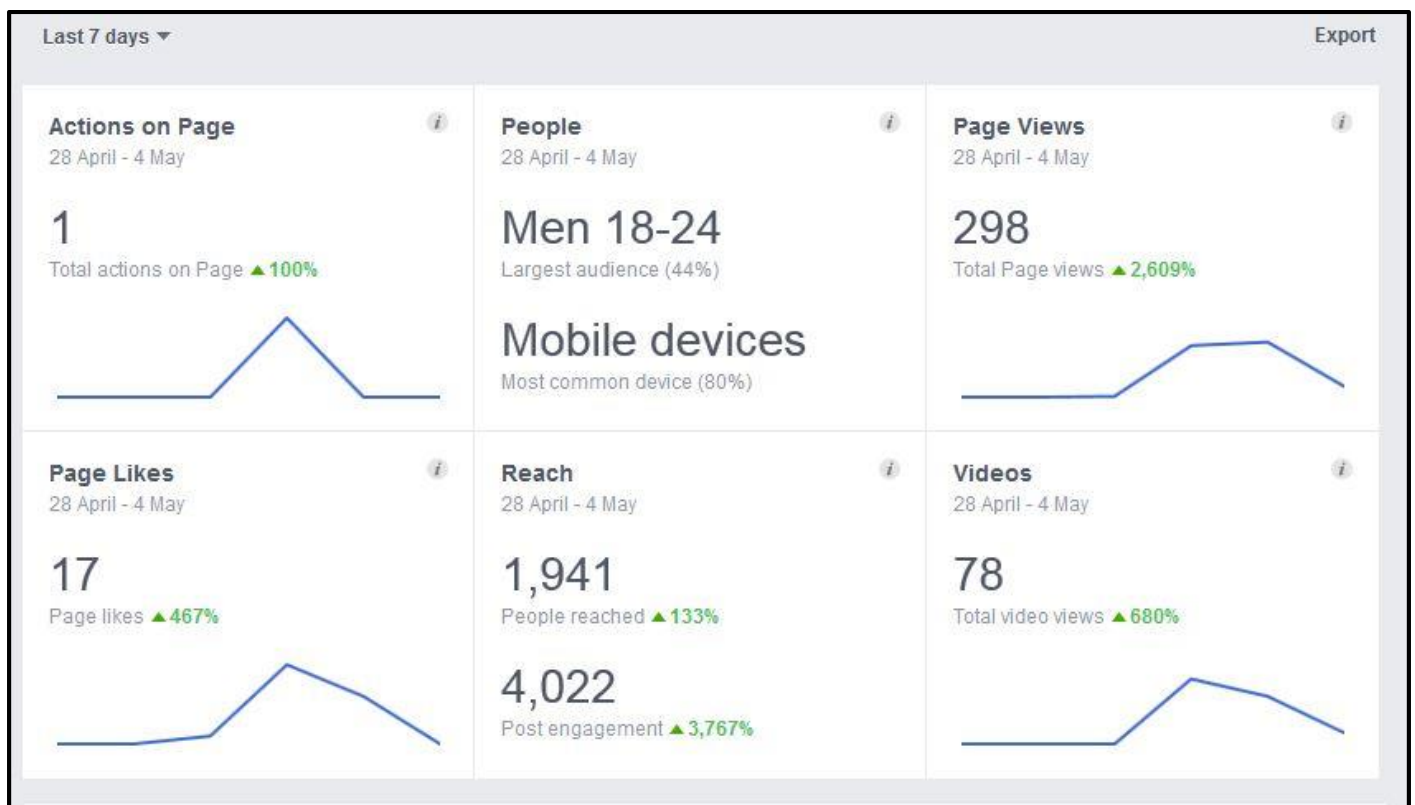 Last 7 days
Export
Actions on Page
28 April - 4 May
1
Total actions on Page 100%
People
28 April - 4 May
Men 18-24
Largest audience (44%)
Mobile devices
Most common device (80%)
Page Views
28 April - 4 May
298
Total Page views 2,609%
Page Likes
28 April - 4 May
17
Page likes 467%
Reach
28 April - 4 May
1,941
People reached 133%
4,022
Post engagement 3,767%
Videos
28 April - 4 May
78
Total video views 680%